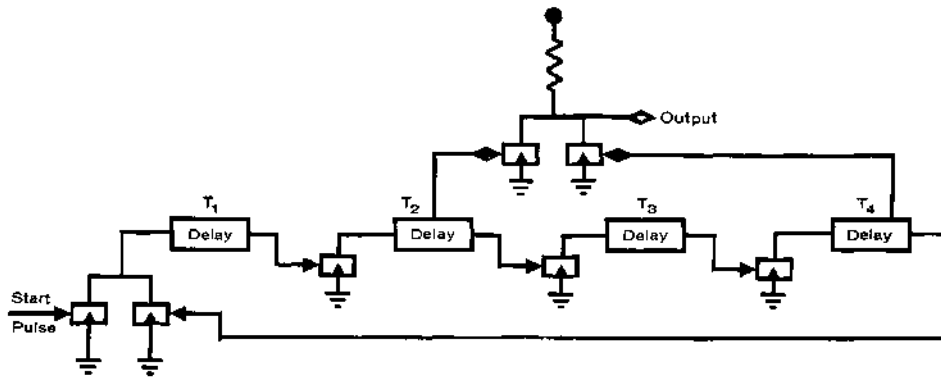 Output
T1
T2
T3
T4
Delay
Delay
Delay
Delay
Start
Pulse